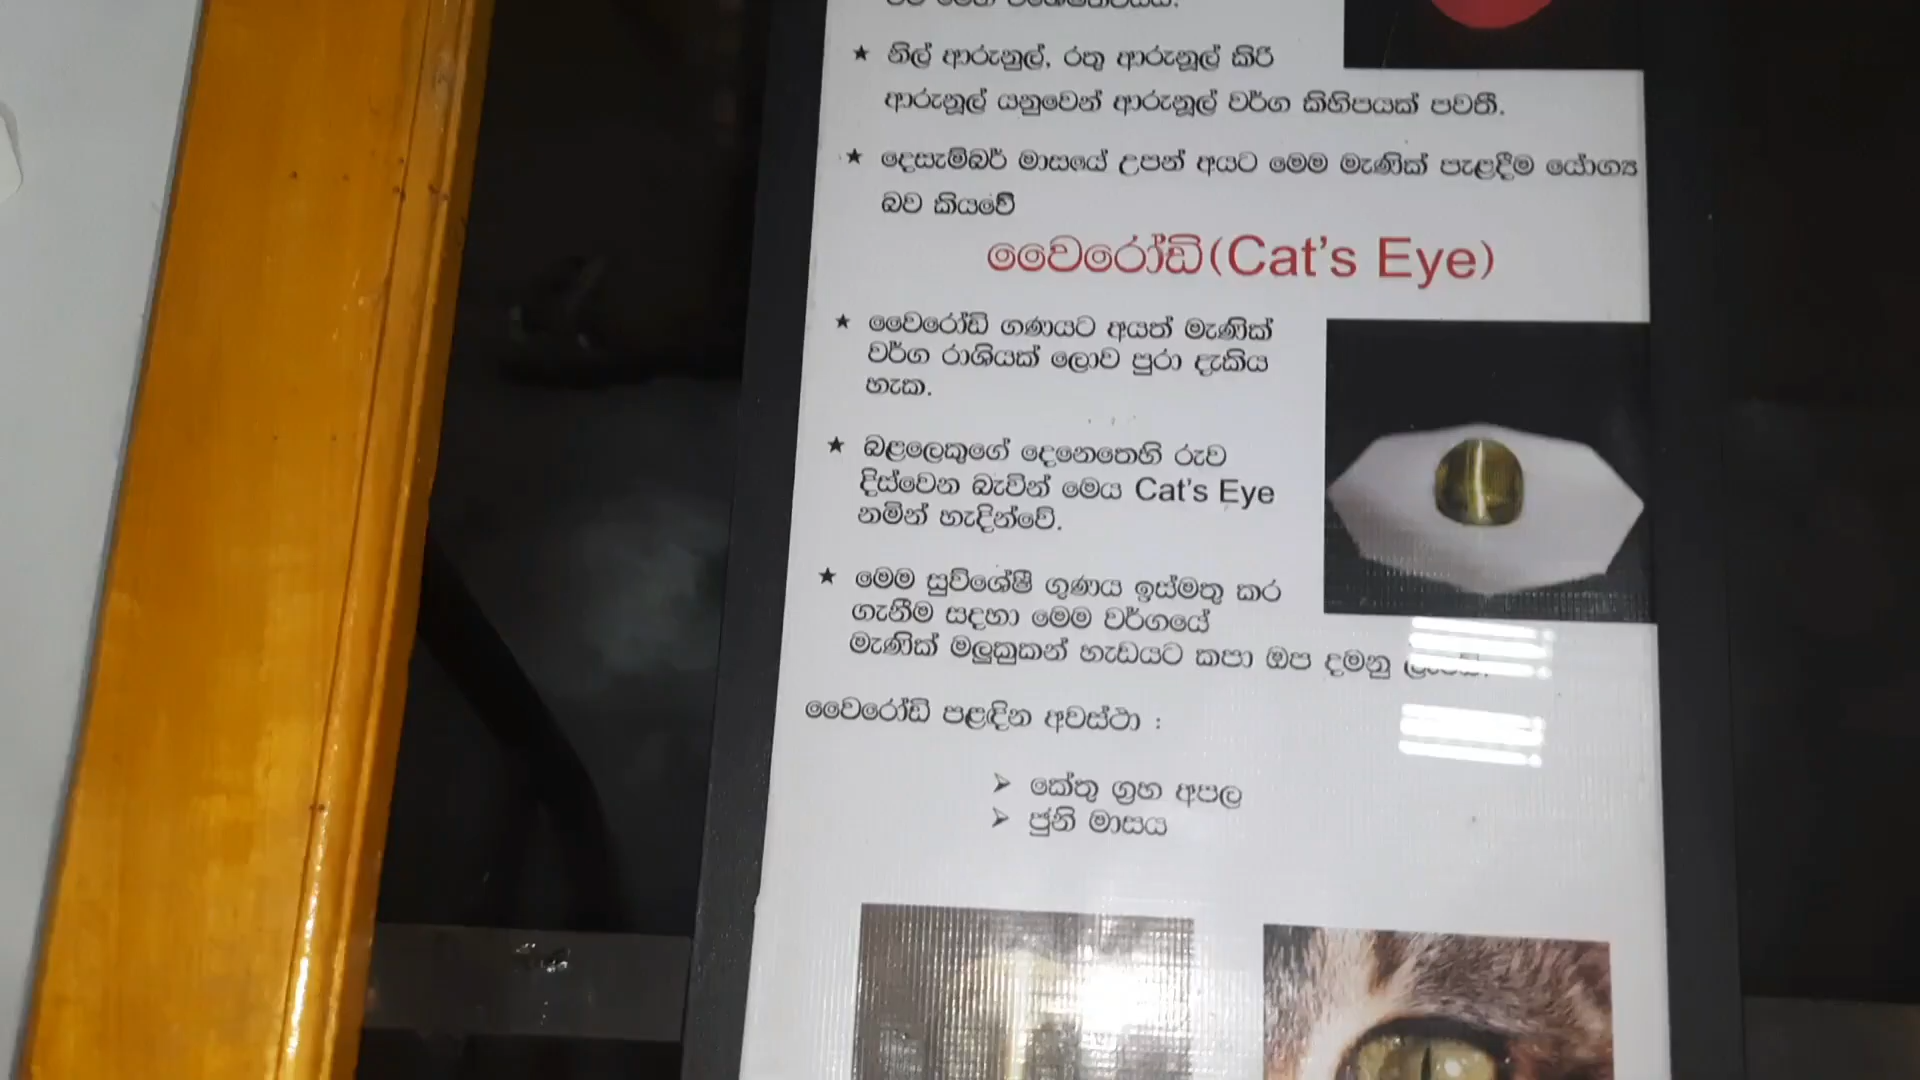 ★ නිල් ආරුනුල්, රතු ආරුනූල් කිරි
ආරුනූල් යනුවෙන් ආරුනූල් වර්ග කිහිපයක් පවතී.
★ දෙසැම්බර් මාසයේ උපන් අයට මෙම මැණික් පැළදීම යෝග්‍ය
බව කියවේ
වෛරෝඩි(Cat's Eye)
★ වෛරෝඩි ගණයට අයත් මැණික්
වර්ග රාශියක් ලොව පුරා දැකිය
හැක.
★ බළලෙකුගේ දෙනෙතෙහි රුව
දිස්වෙන බැවින් මෙය Cat's Eye
නමින් හැදින්වේ.
★ මෙම සුවිශේෂී ගුණය ඉස්මතු කර
ගැනීම සදහා මෙම වර්ගයේ
මැණික් මලුකුකන් හැඩයට කපා ඔප දමනු
වෛරෝඩි පළඳින අවස්ථා :
➢ කේතු ග්‍රහ අපල
➢ ජුනි මාසය